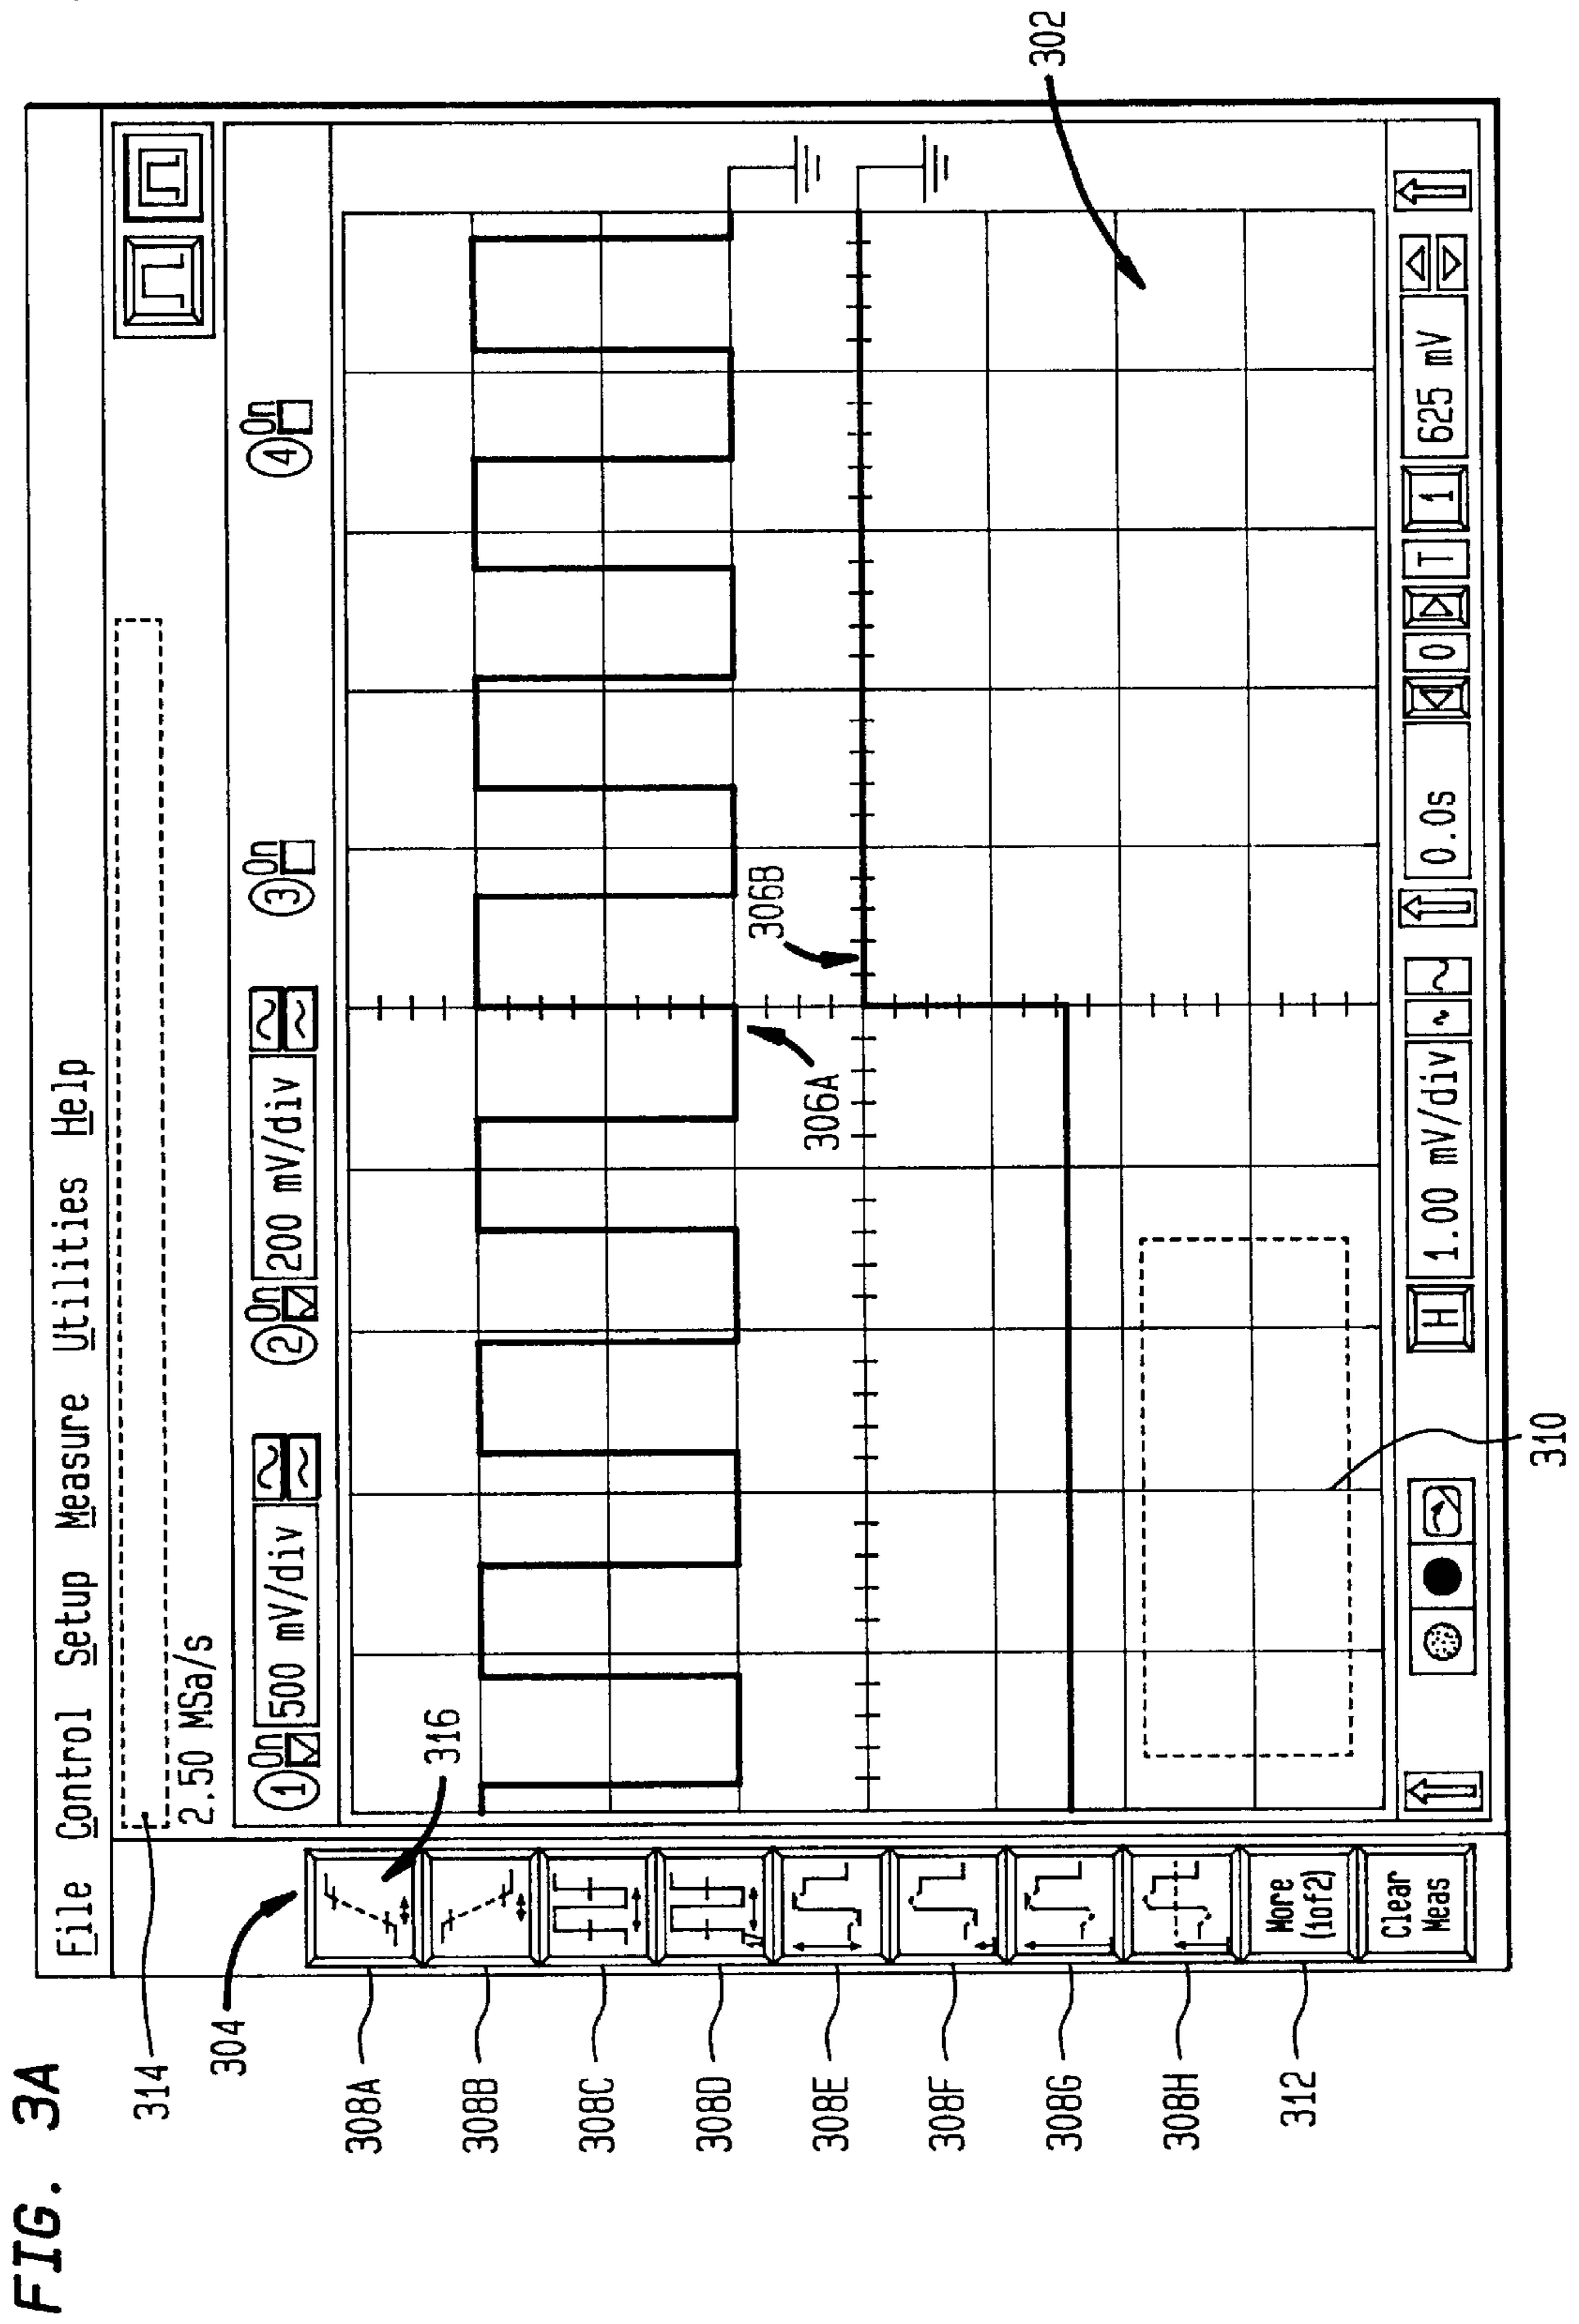 FIG. 3A
File Control Setup Measure Utilities Help
314
2.50 MSa/s
304
1 On 500 mV/div 2 On 200 mV/div 3 On 4 On
316
308A
308B
308C
308D
308E
308F
308G
308H
312
1/
More
(1of2)
Clear
Meas
306A
306B
302
310
H 1.00 mV/div 0.0s 0 T 1 625 mV